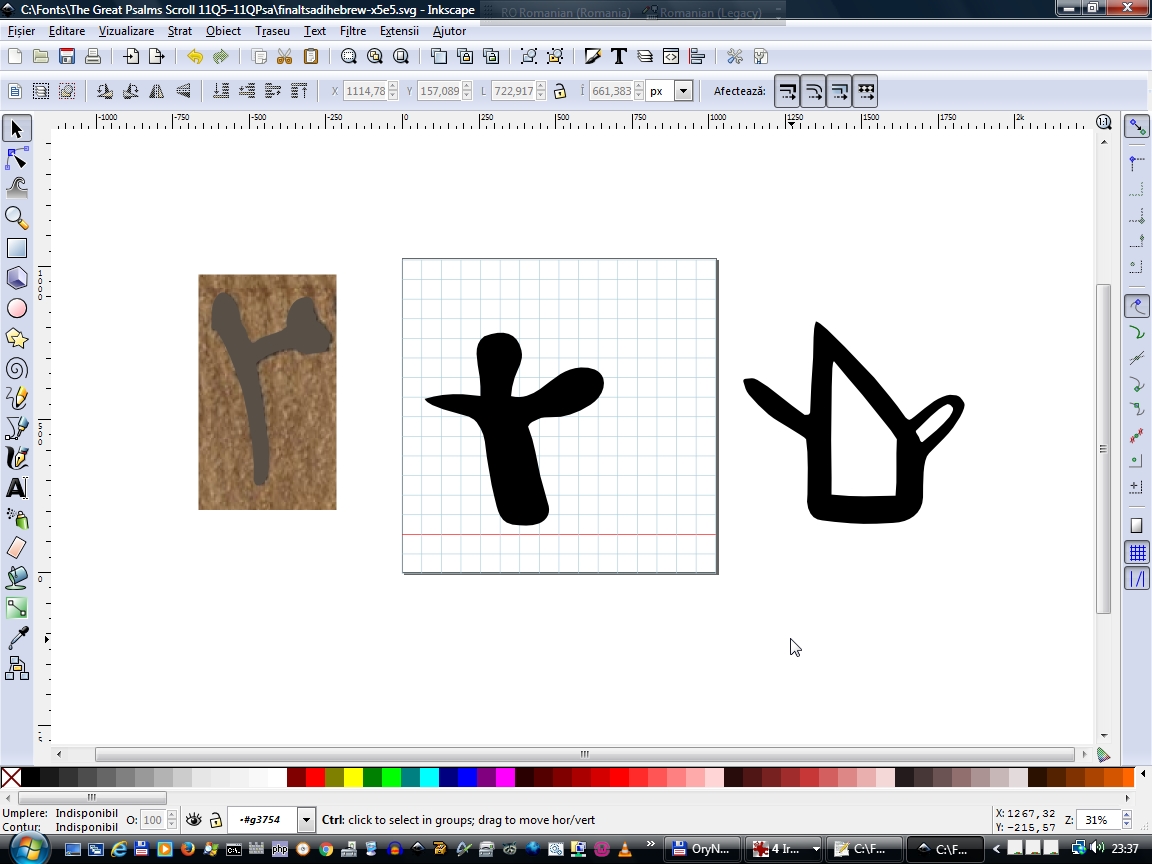 C:\Fonts\The Great Psalms Scroll 11Q5–11QPsa\finaltsadihebrew-x5e5.svg - Inkscape
RO Romanian (Romania) Romanian (Legacy)
Fișier Editare Vizualizare Strat Obiect Traseu Text Filtre Extensii Ajutor
X 1114,78 Y 157,089 L 722,917 Î 661,383 px Afectează:
-1000 -750 -500 -250 0 250 500 750 1000 1250 1500 1750 2k
1000
500
0
Umplere: Indisponibil O: 100 •#g3754 Ctrl: click to select in groups; drag to move hor/vert X: 1267,32 Z: 31%
Contur: Indisponibil Y: -215,57
OryN... 4 Ir... C:\F... C:\F... 23:37